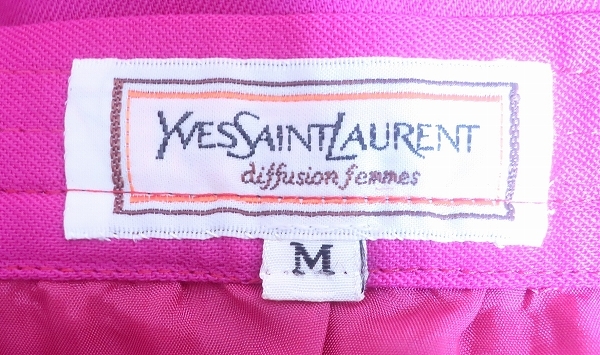 YVESSAINTLAURENT
diffusion femmes
M